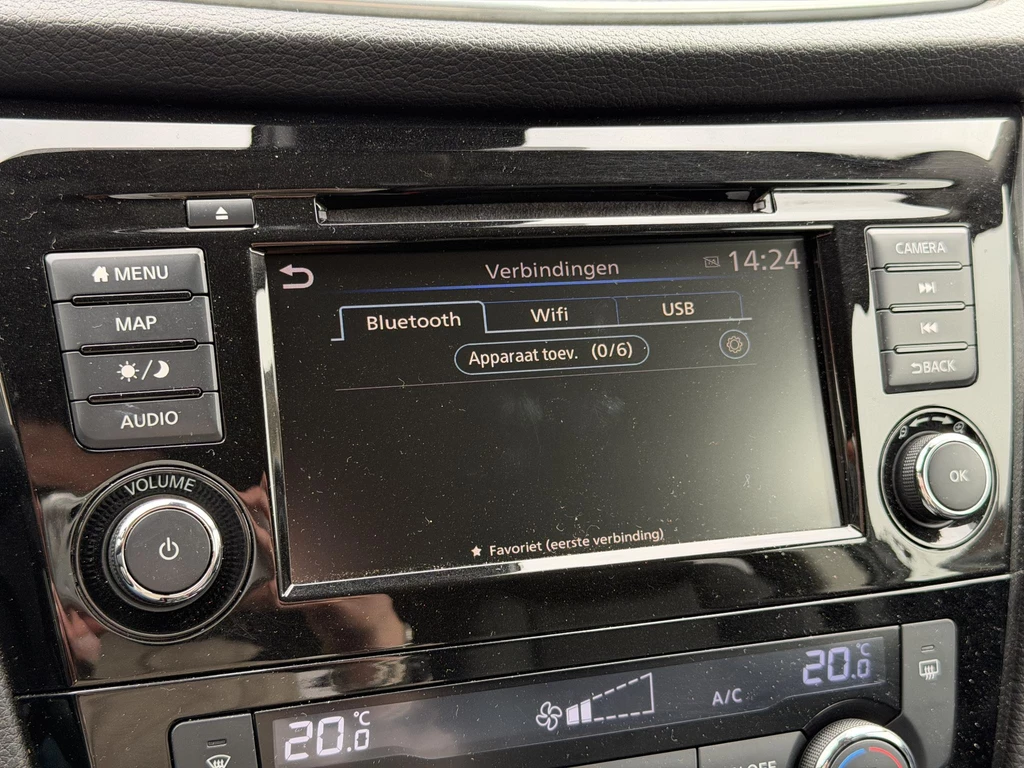 CAMERA
MENU
Verbindingen
14:24
Bluetooth
Wifi
USB
MAP
Apparaat toev. (0/6)
BACK
AUDIO
OK
VOLUME
Favoriet (eerste verbinding)
20.0 °C
A/C
20.0 °C
OFF